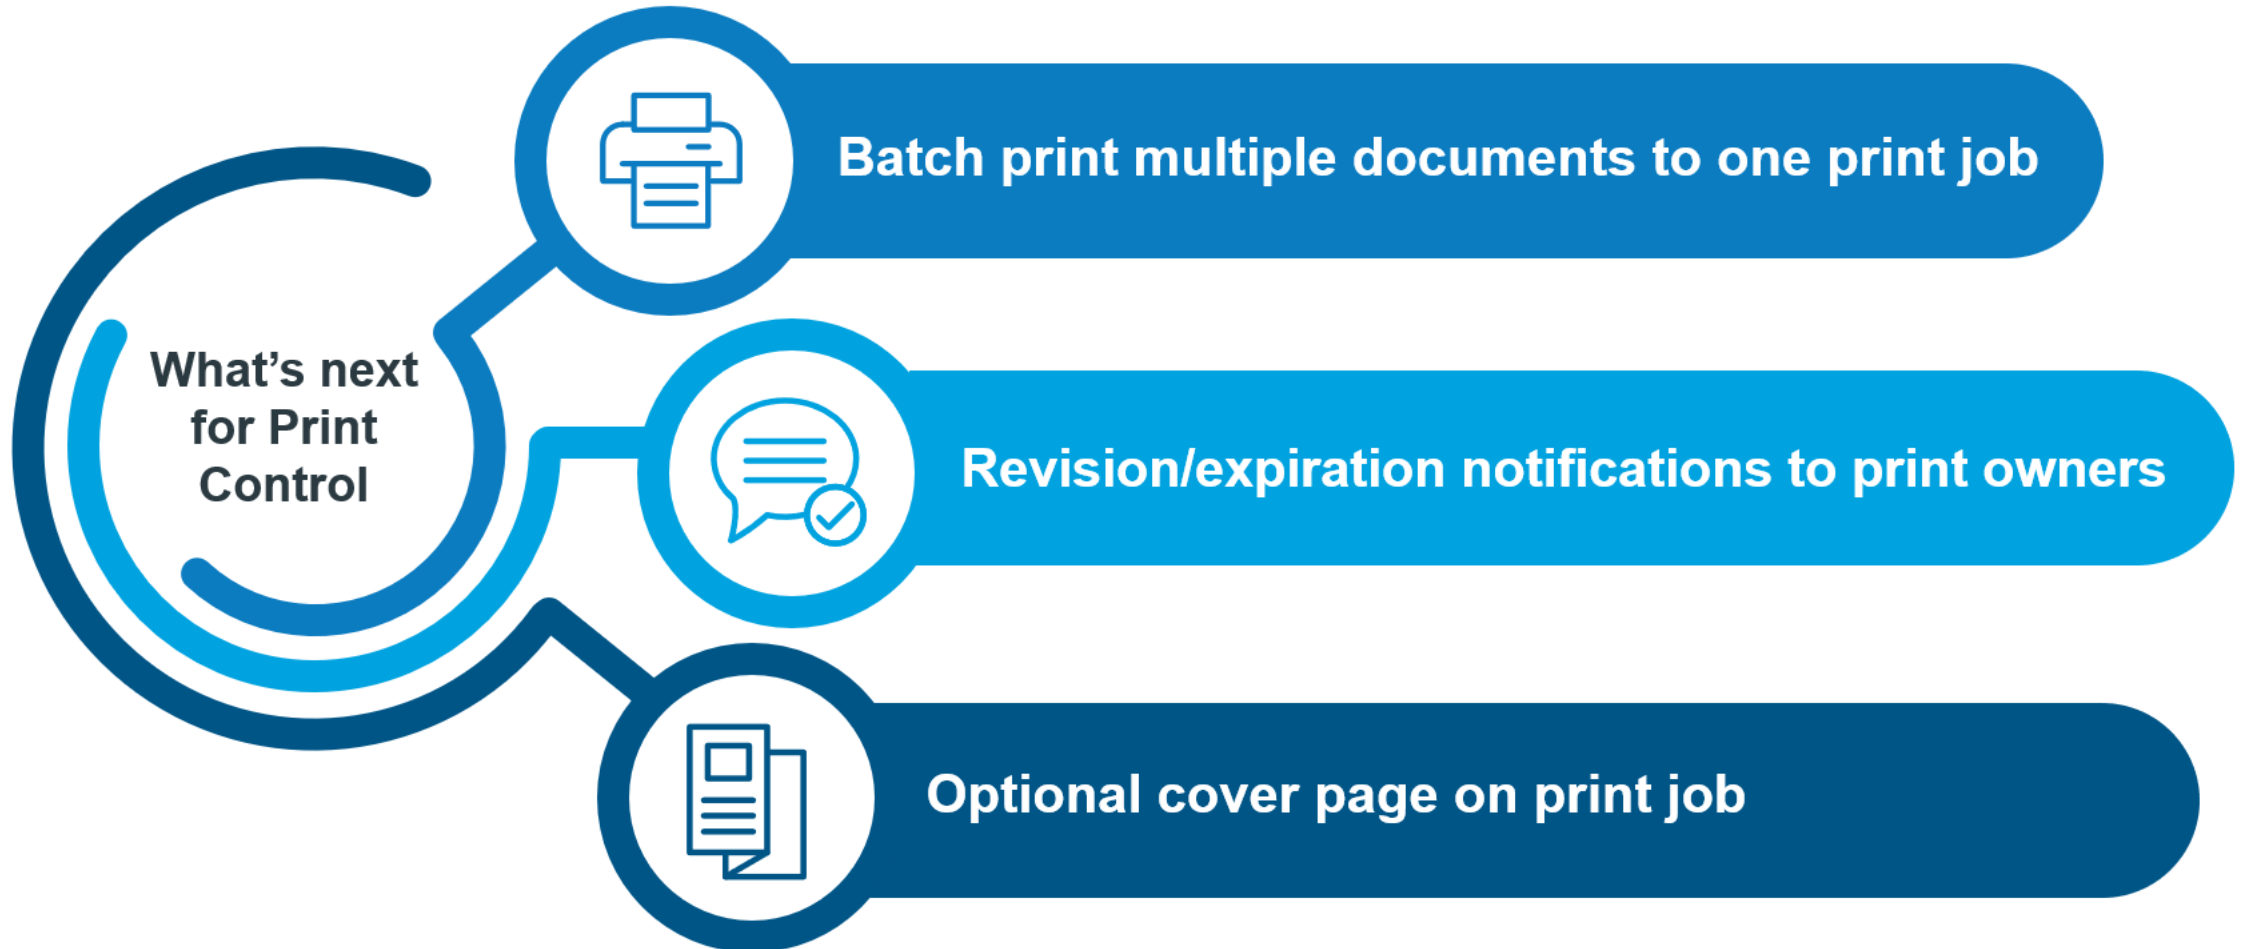 What’s next
for Print
Control
Batch print multiple documents to one print job
Revision/expiration notifications to print owners
Optional cover page on print job